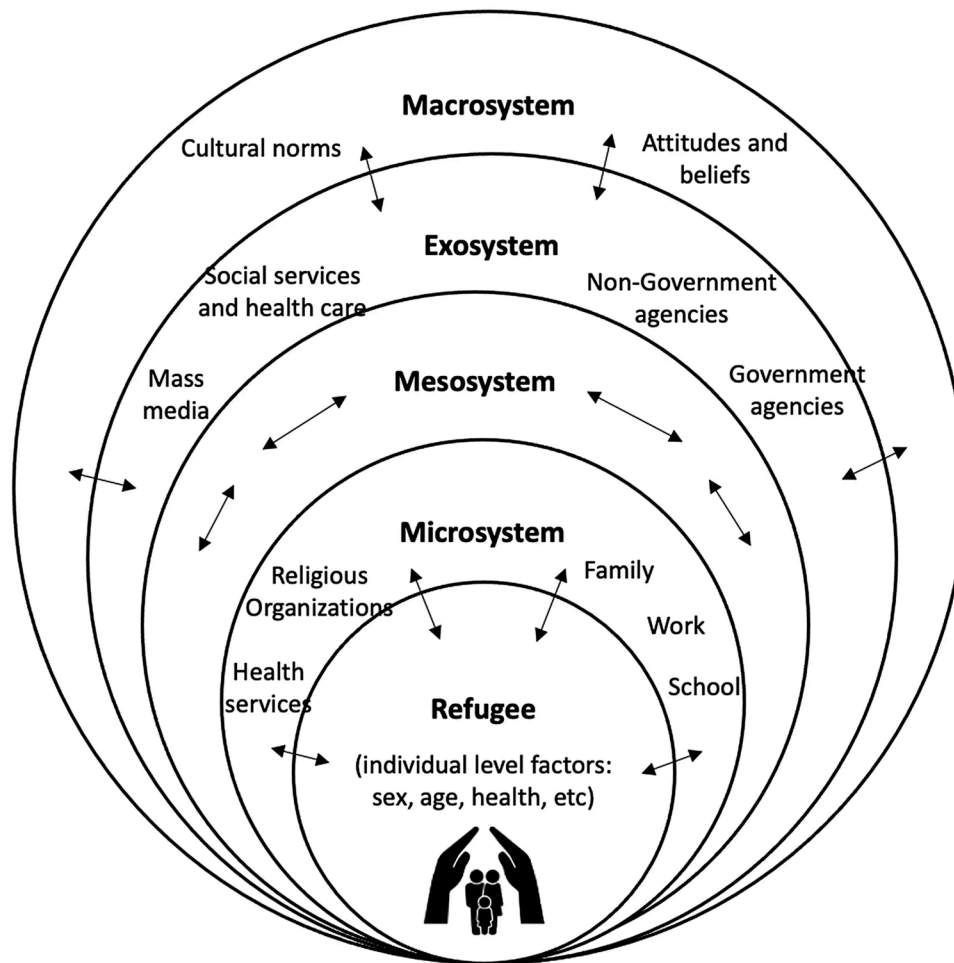 Macrosystem
Cultural norms
Attitudes and
beliefs
Exosystem
Social services
and health care
Non-Government
agencies
Mass
media
Mesosystem
Government
agencies
Microsystem
Religious
Organizations
Family
Work
Health
services
School
Refugee
(individual level factors:
sex, age, health, etc)